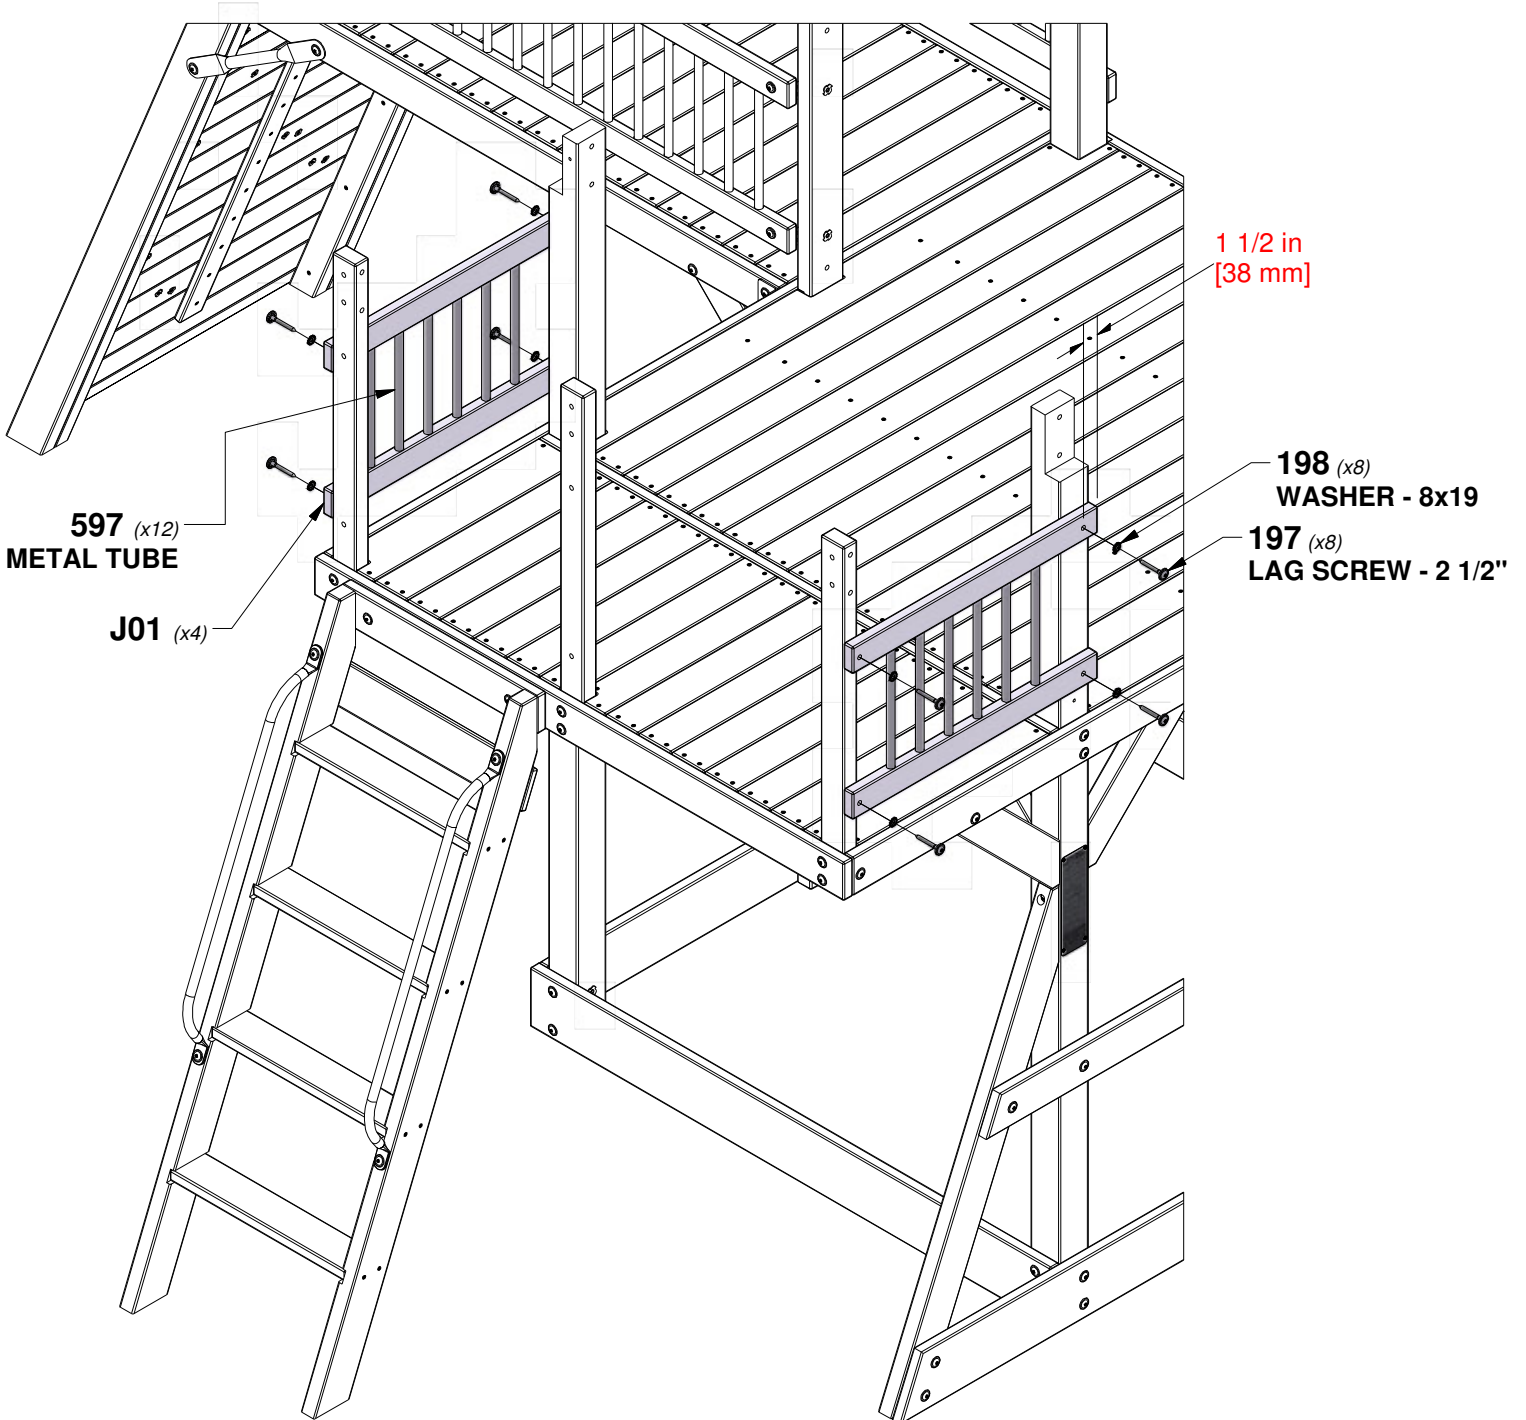 1 1/2 in
[38 mm]
198 (x8)
WASHER - 8x19
197 (x8)
LAG SCREW - 2 1/2"
597 (x12)
METAL TUBE
J01 (x4)